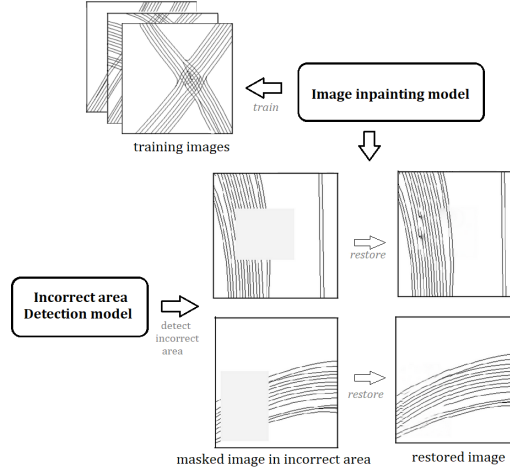 Image inpainting model
train
training images
restore
Incorrect area
Detection model
detect
incorrect
area
restore
masked image in incorrect area
restored image